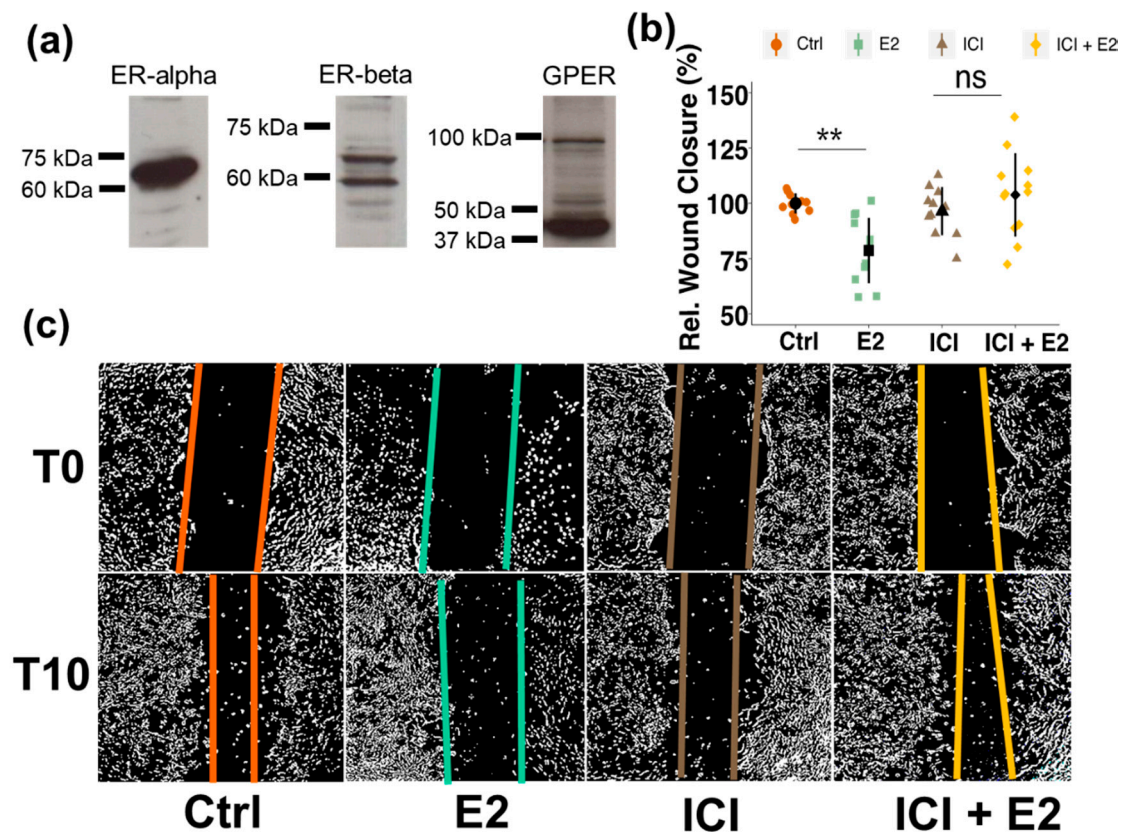 (a)
ER-alpha
75 kDa
60 kDa
ER-beta
75 kDa
60 kDa
GPER
100 kDa
50 kDa
37 kDa
(b)
Ctrl E2 ICI ICI + E2
Rel. Wound Closure (%)
150
125
100
75
50
**
ns
Ctrl E2 ICI ICI + E2
(c)
T0
T10
Ctrl E2 ICI ICI + E2